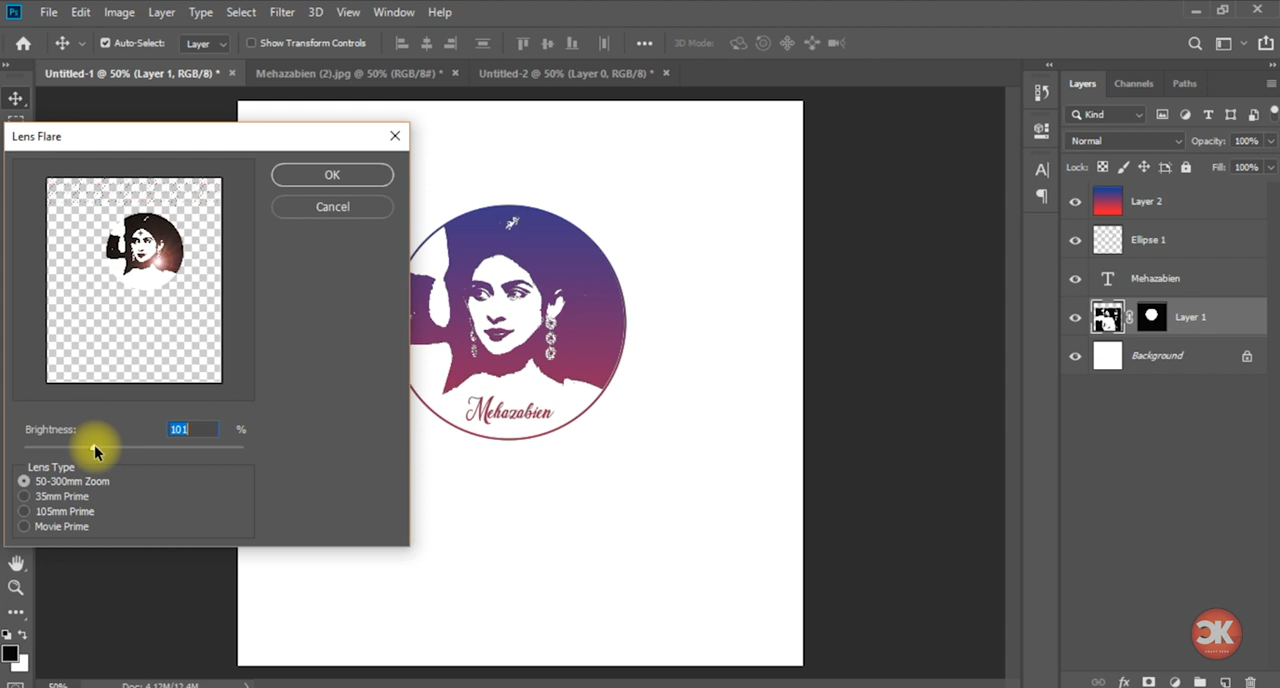 Ps File Edit Image Layer Type Select Filter 3D View Window Help
Auto-Select: Layer Show Transform Controls 3D Mode:
Untitled-1 @ 50% (Layer 1, RGB/8) * Mehazabien (2).jpg @ 50% (RGB/8#) * Untitled-2 @ 50% (Layer 0, RGB/8) *
Lens Flare
OK
Cancel
Brightness: 101 %
Lens Type
50-300mm Zoom
35mm Prime
105mm Prime
Movie Prime
Mehazabien
Layers Channels Paths
Kind
Normal Opacity: 100%
Lock: Fill: 100%
Layer 2
Ellipse 1
T Mehazabien
Layer 1
Background
CK
50% Doc: 4.12M/12.4M
fx